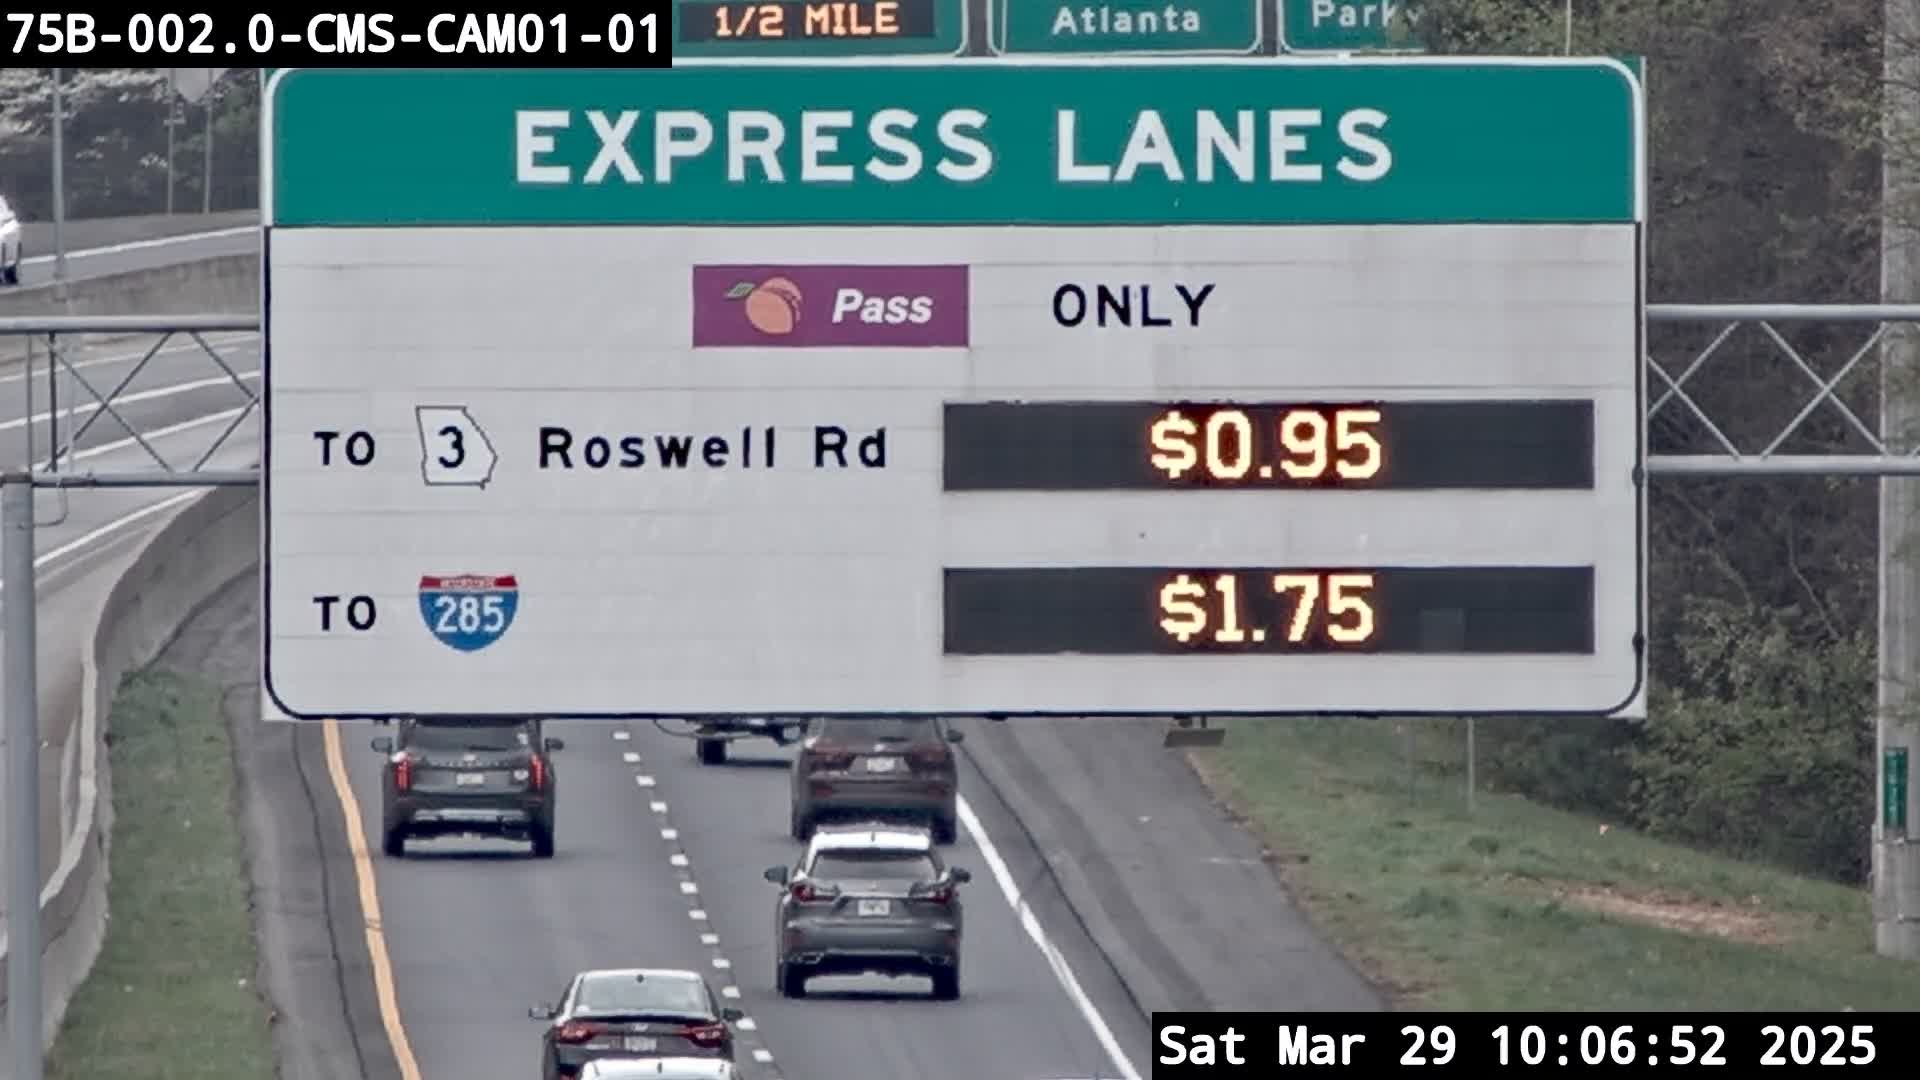 75B-002.0-CMS-CAM01-01
1/2 MILE
Atlanta
EXPRESS LANES
Pass ONLY
TO 3 Roswell Rd $0.95
TO 285 $1.75
Sat Mar 29 10:06:52 2025